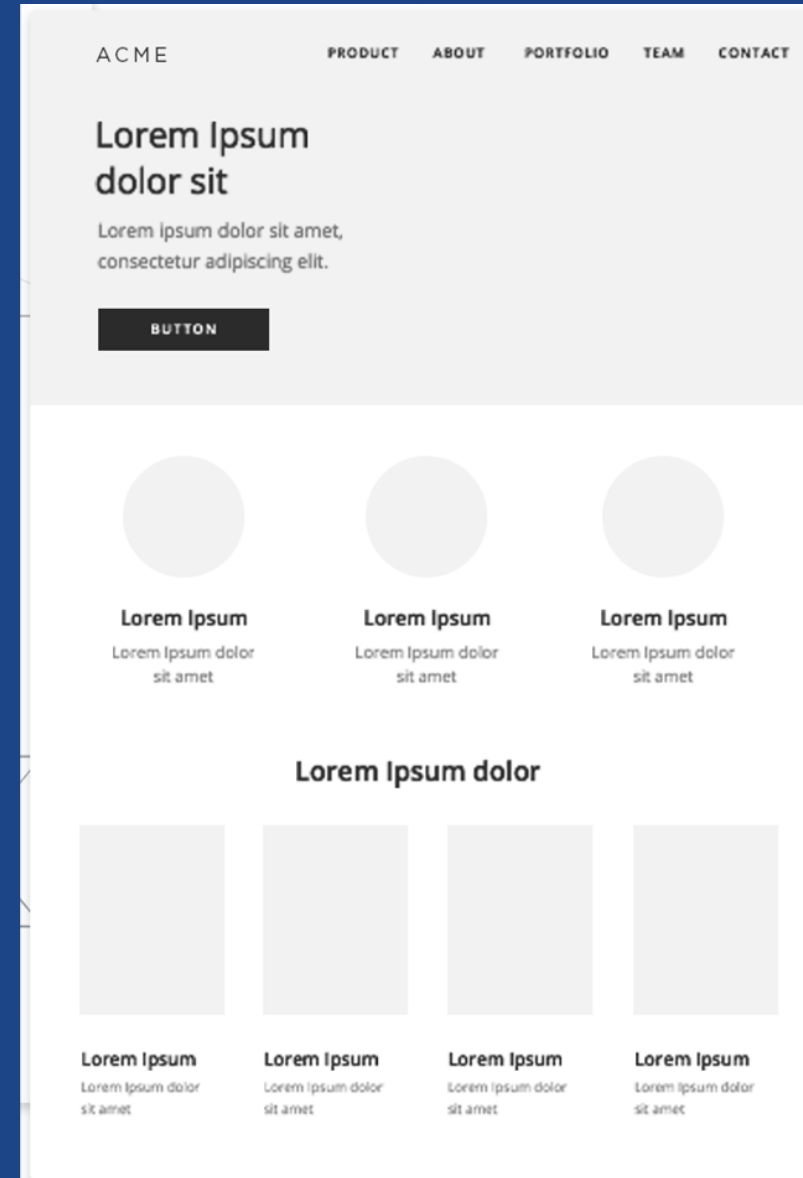 ACME PRODUCT ABOUT PORTFOLIO TEAM CONTACT
Lorem Ipsum
dolor sit
Lorem ipsum dolor sit amet,
consectetur adipiscing elit.
BUTTON
Lorem Ipsum Lorem Ipsum Lorem Ipsum
Lorem Ipsum dolor Lorem Ipsum dolor Lorem Ipsum dolor
sit amet sit amet sit amet
Lorem Ipsum dolor
Lorem Ipsum Lorem Ipsum Lorem Ipsum Lorem Ipsum
Lorem Ipsum dolor Lorem Ipsum dolor Lorem Ipsum dolor Lorem Ipsum dolor
sit amet sit amet sit amet sit amet